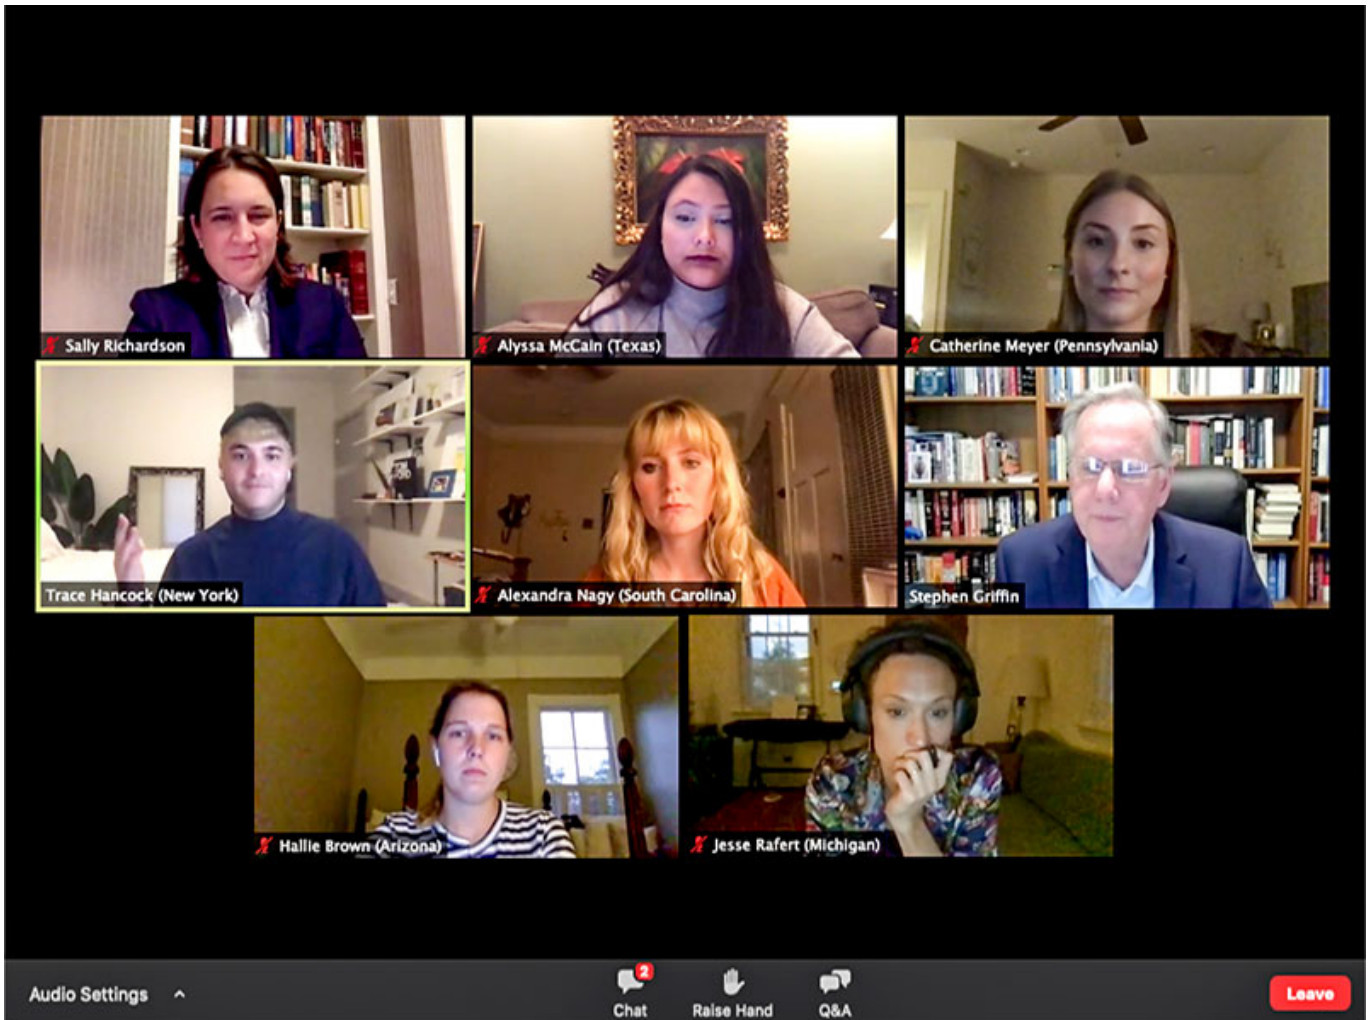 Sally Richardson
Alyssa McCain (Texas)
Catherine Meyer (Pennsylvania)
Trace Hancock (New York)
Alexandra Nagy (South Carolina)
Stephen Griffin
Hallie Brown (Arizona)
Jesse Rafert (Michigan)
Audio Settings
2
Chat
Raise Hand
Q&A
Leave